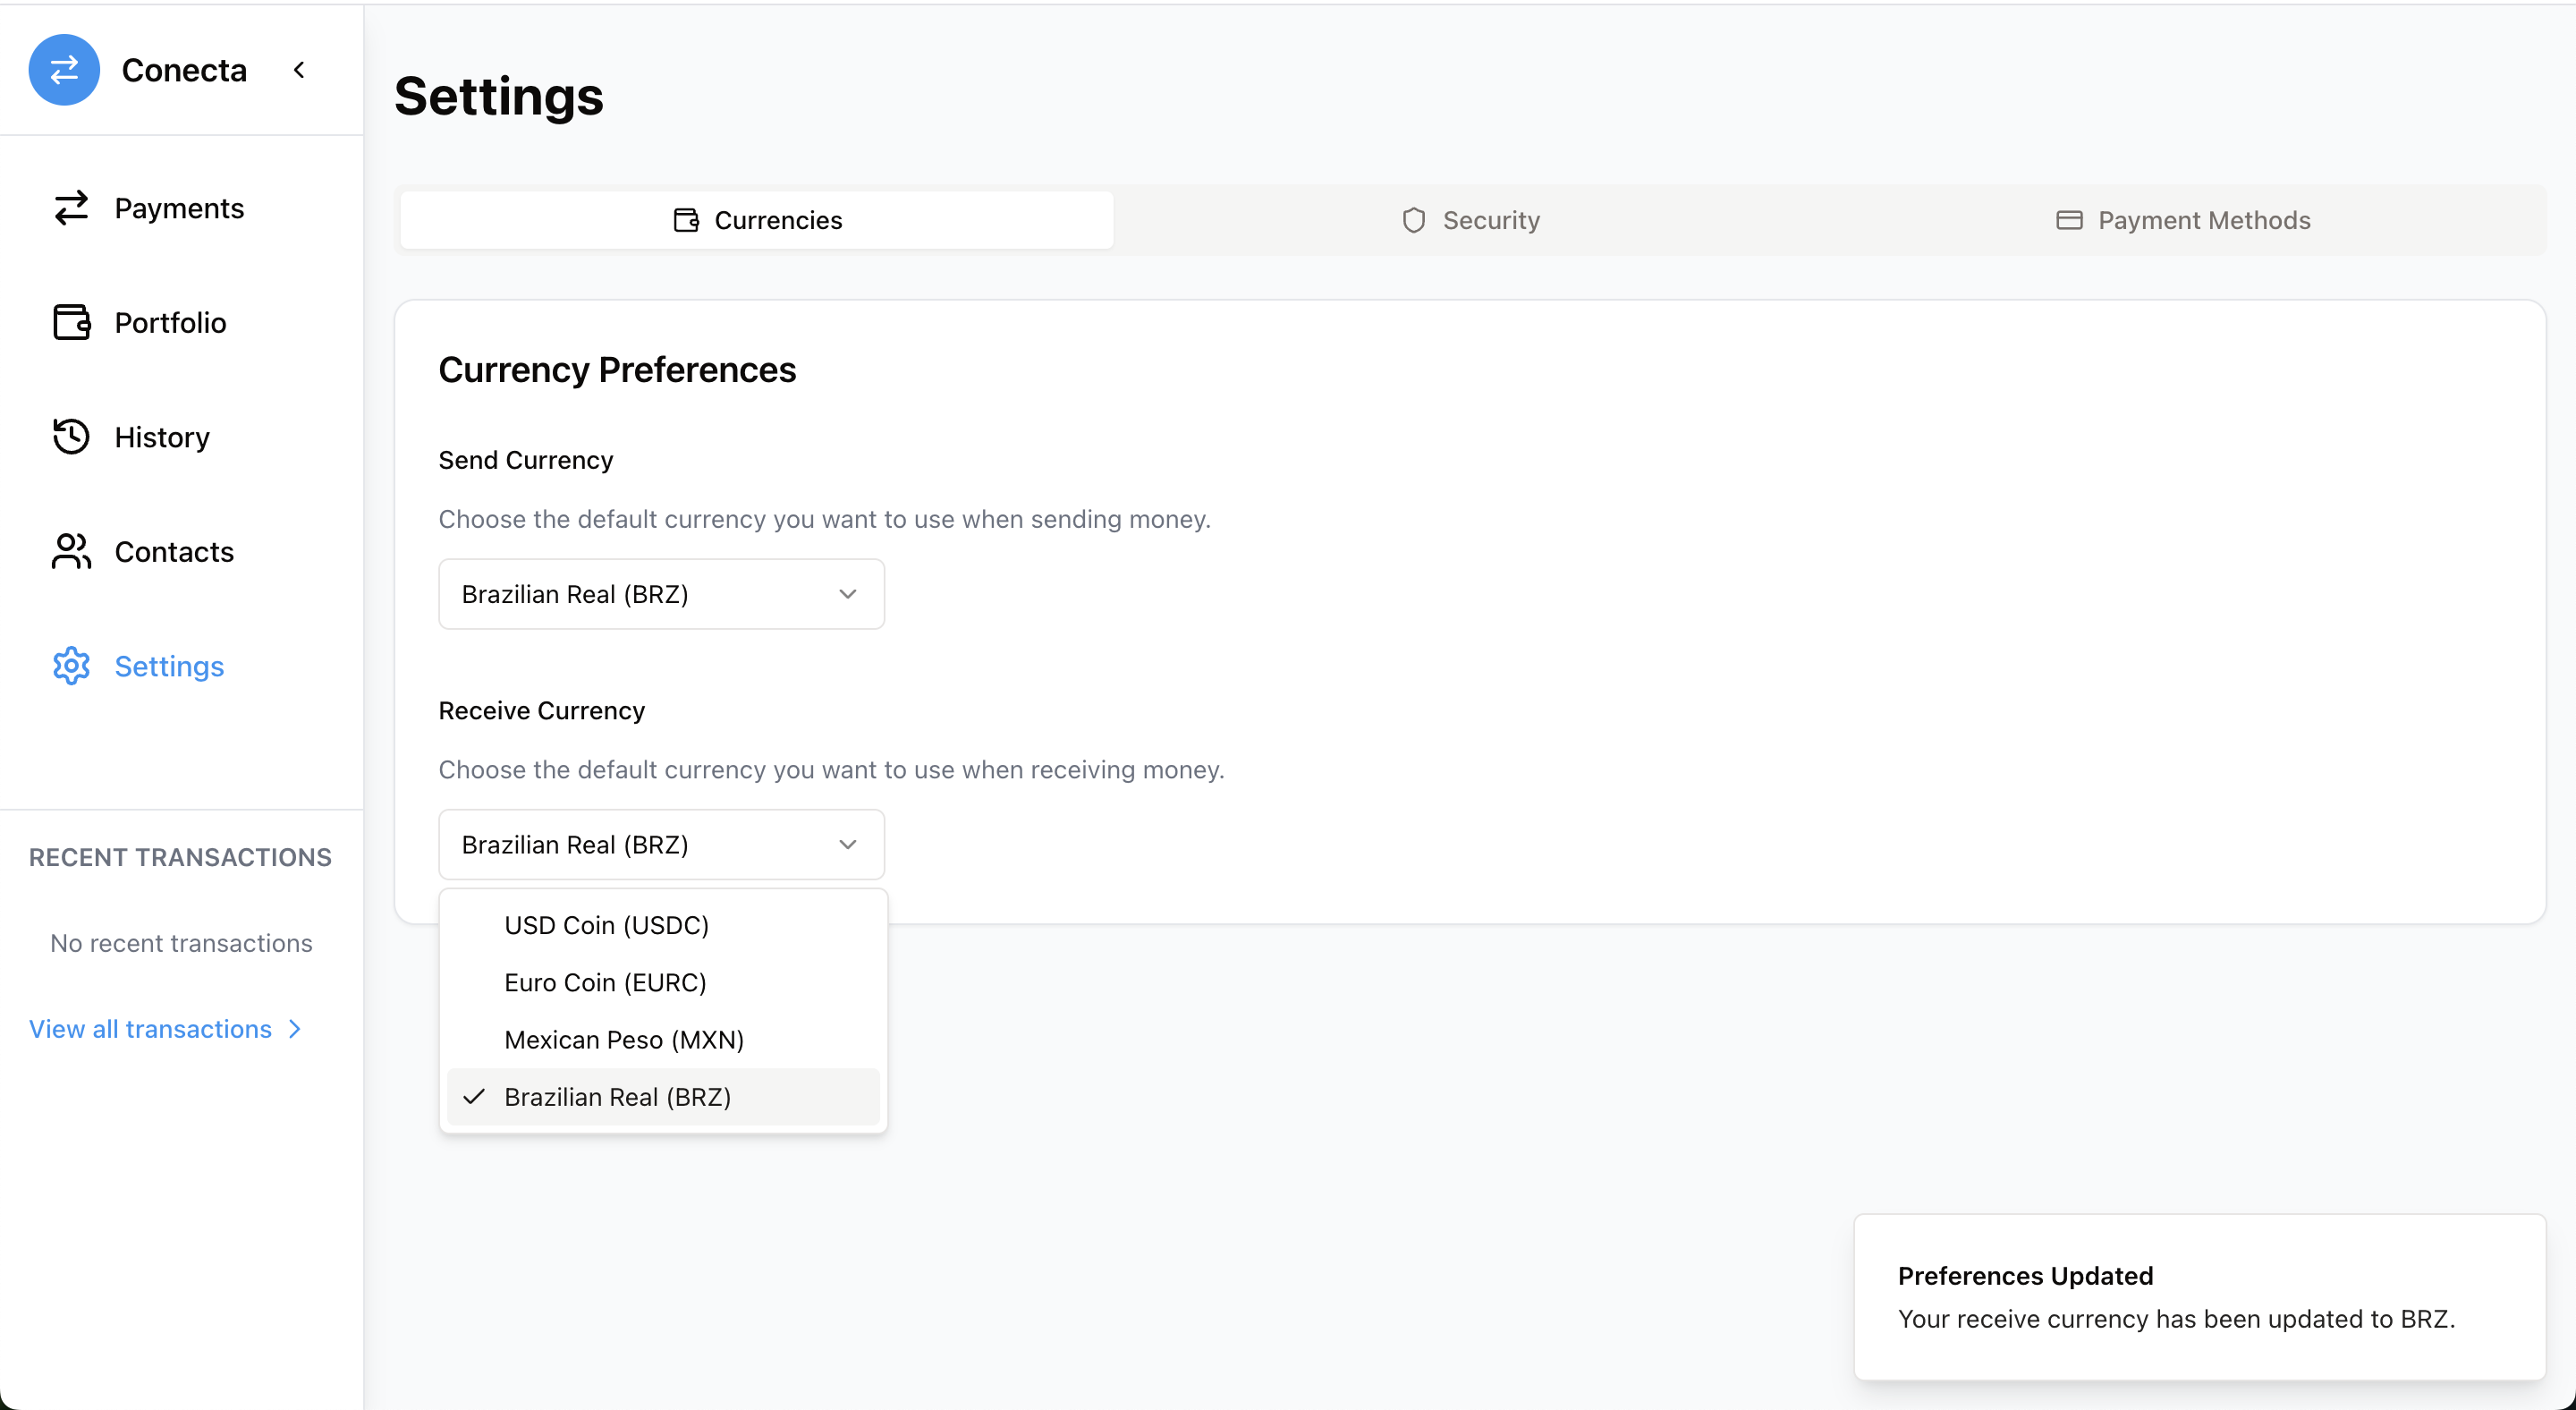 Conecta
Payments
Portfolio
History
Contacts
Settings
RECENT TRANSACTIONS
No recent transactions
View all transactions
Settings
Currencies
Security
Payment Methods
Currency Preferences
Send Currency
Choose the default currency you want to use when sending money.
Brazilian Real (BRZ)
Receive Currency
Choose the default currency you want to use when receiving money.
Brazilian Real (BRZ)
USD Coin (USDC)
Euro Coin (EURC)
Mexican Peso (MXN)
Brazilian Real (BRZ)
Preferences Updated
Your receive currency has been updated to BRZ.